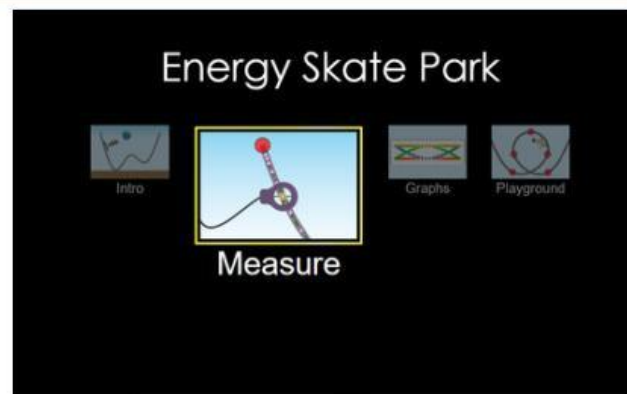 Energy Skate Park
Intro
Measure
Graphs
Playground